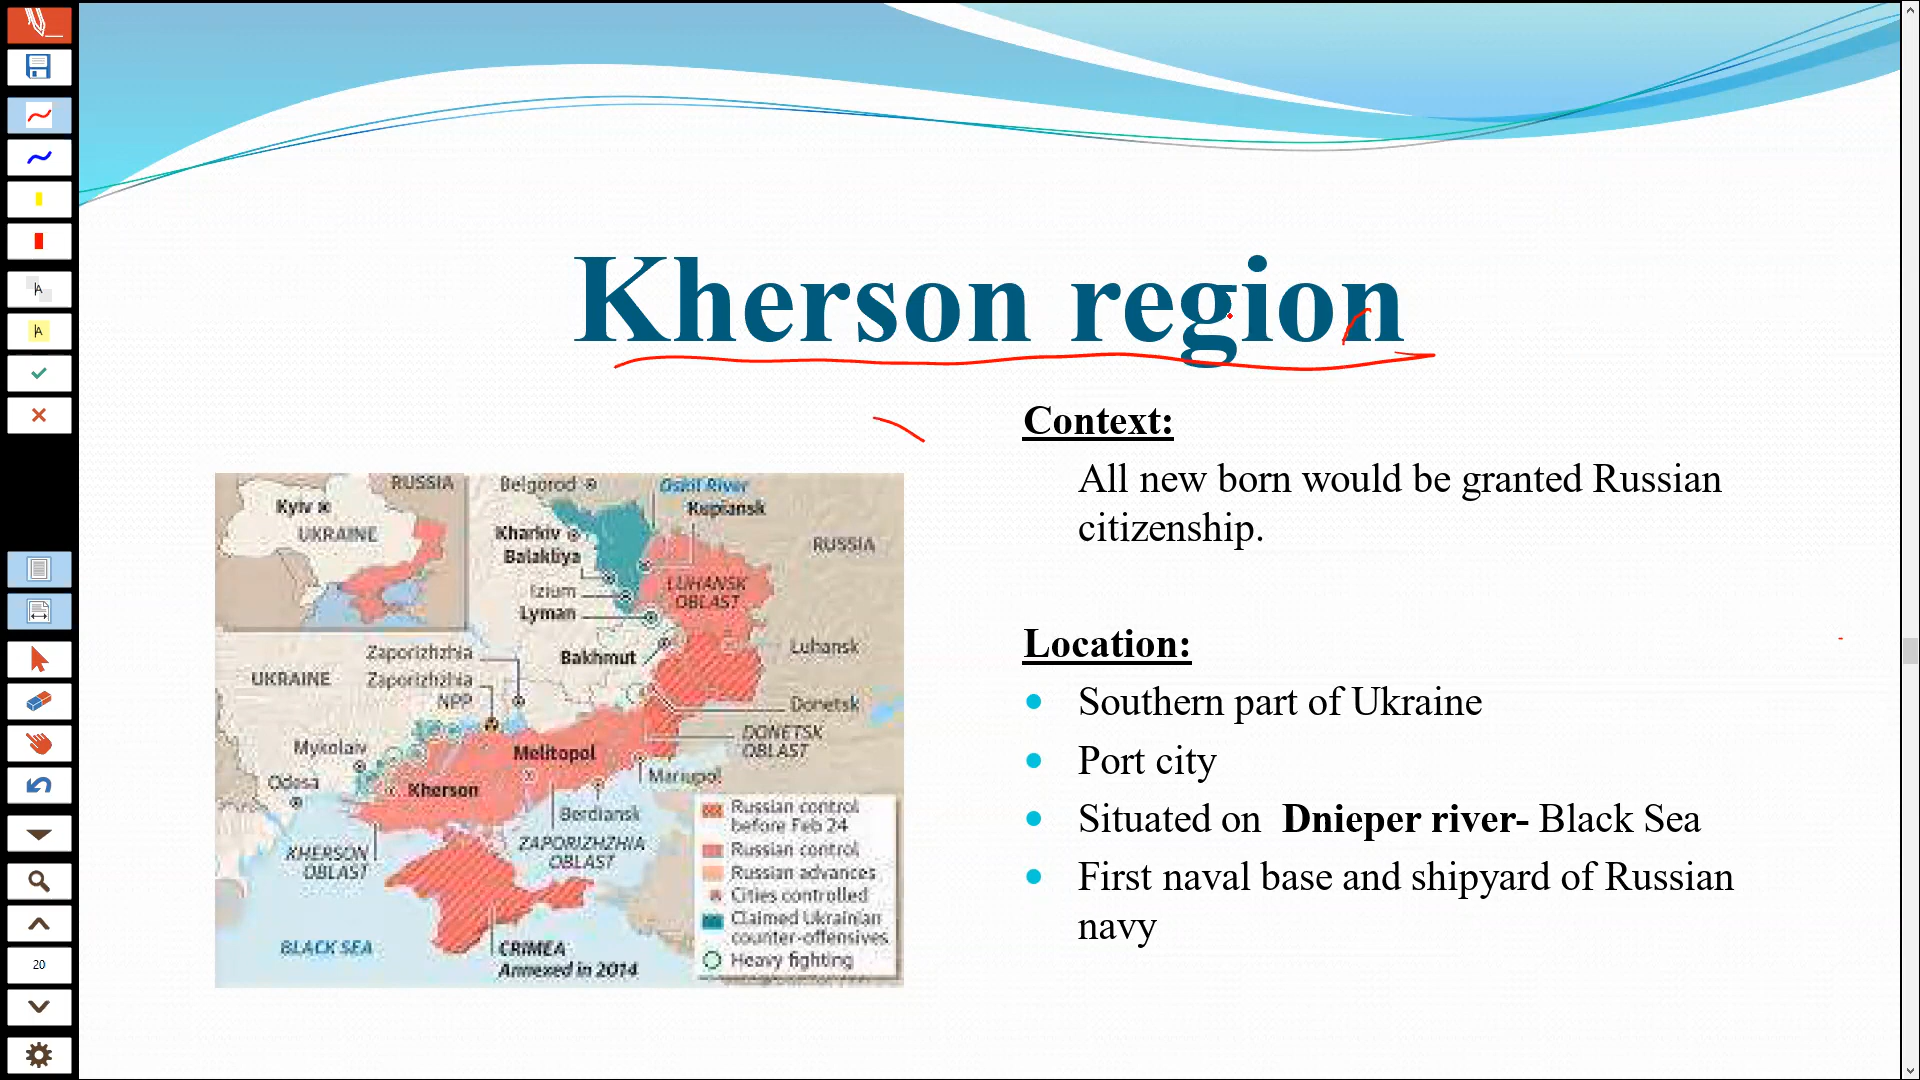 Kherson region
Context:
All new born would be granted Russian
citizenship.
Location:
Southern part of Ukraine
Port city
Situated on Dnieper river- Black Sea
First naval base and shipyard of Russian
navy
RUSSIA
Kyiv
UKRAINE
Belgorod
Oskil River
Kupiansk
Kharkiv
Balakliya
RUSSIA
Izium
LUHANSK
OBLAST
Lyman
Luhansk
Zaporizhzhia
Bakhmut
UKRAINE
Zaporizhzhia
NPP
Donetsk
DONETSK
OBLAST
Mykolaiv
Melitopol
Mariupol
Odesa
Kherson
Berdiansk
KHERSON
OBLAST
ZAPORIZHZHIA
OBLAST
BLACK SEA
CRIMEA
Annexed in 2014
Russian control
before Feb 24
Russian control
Russian advances
Cities controlled
Claimed Ukrainian
counter-offensives
Heavy fighting
A
A
20